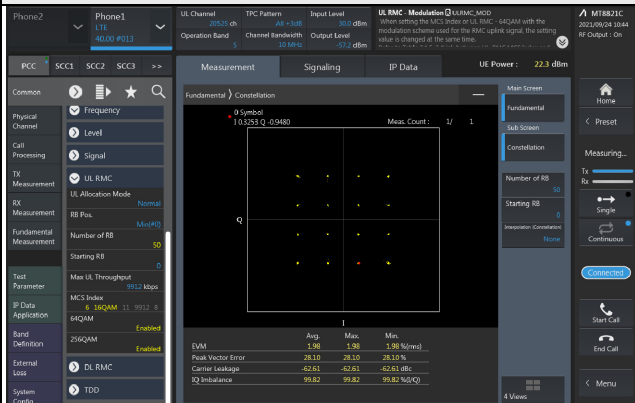 Phone2
Phone1
LTE
40.00 #013
UL Channel
20525 ch
Operation Band
5
TPC Pattern
All +3dB
Channel Bandwidth
10 MHz
Input Level
30.0 dBm
Output Level
-57.2 dBm
UL RMC - Modulation ULRMC_MOD
When setting the MCS Index or UL RMC - 64QAM with the
modulation scheme used for the RMC uplink signal, the setting
value is changed at the same time.
MT8821C
2021/09/24 10:44
RF Output : On
PCC
SCC1
SCC2
SCC3
>>
Measurement
Signaling
IP Data
UE Power : 22.3 dBm
Common
Physical
Channel
Call
Processing
TX
Measurement
RX
Measurement
Fundamental
Measurement
Test
Parameter
IP Data
Application
Band
Definition
External
Loss
System
Config
Frequency
Level
Signal
UL RMC
UL Allocation Mode
Normal
RB Pos.
Min(#0)
Number of RB
50
Starting RB
0
Max UL Throughput
9912 kbps
MCS Index
6 16QAM 11 9912 8
64QAM
Enabled
256QAM
Enabled
DL RMC
TDD
Fundamental > Constellation
0 Symbol
I 0.3253 Q -0.9480
Meas. Count : 1/ 1
Q
I
Avg. Max. Min.
EVM 1.98 1.98 1.98 %(rms)
Peak Vector Error 28.10 28.10 28.10 %
Carrier Leakage -62.61 -62.61 -62.61 dBc
IQ Imbalance 99.82 99.82 99.82 %(I/Q)
Main Screen
Fundamental
Sub Screen
Constellation
Number of RB
50
Starting RB
0
Interpolation (Constellation)
None
4 Views
Home
< Preset
Measuring...
Tx
Rx
Single
Continuous
Connected
Start Call
End Call
< Menu